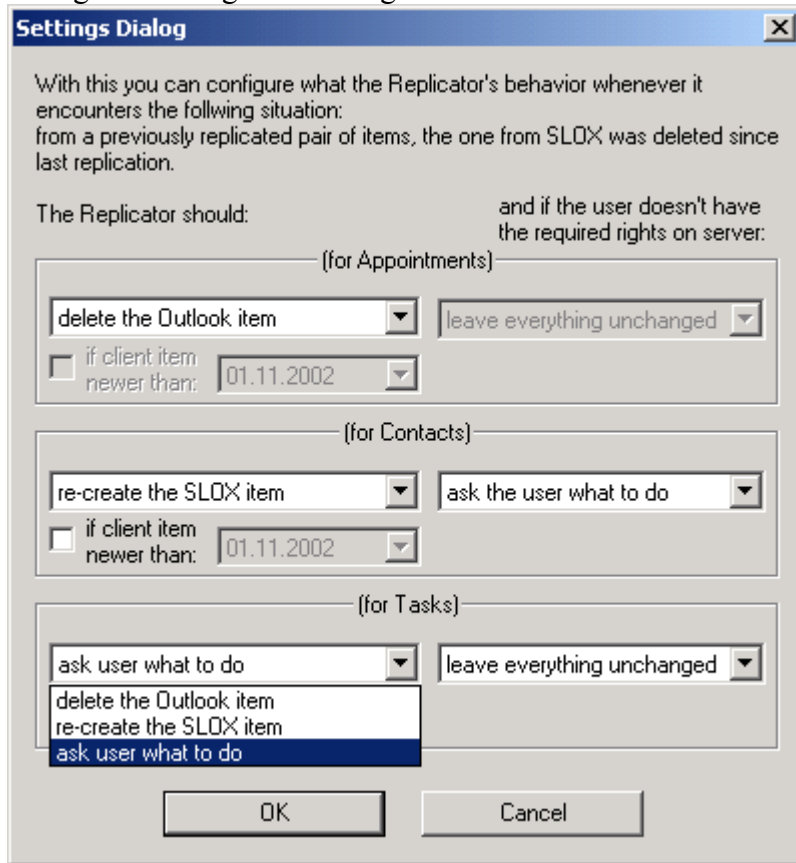 Settings Dialog
With this you can configure what the Replicator's behavior whenever it
encounters the follwing situation:
from a previously replicated pair of items, the one from SLOX was deleted since
last replication.
The Replicator should:
and if the user doesn't have
the required rights on server:
(for Appointments)
delete the Outlook item
leave everything unchanged
if client item
newer than:
01.11.2002
(for Contacts)
re-create the SLOX item
ask the user what to do
if client item
newer than:
01.11.2002
(for Tasks)
ask user what to do
leave everything unchanged
delete the Outlook item
re-create the SLOX item
ask user what to do
OK
Cancel